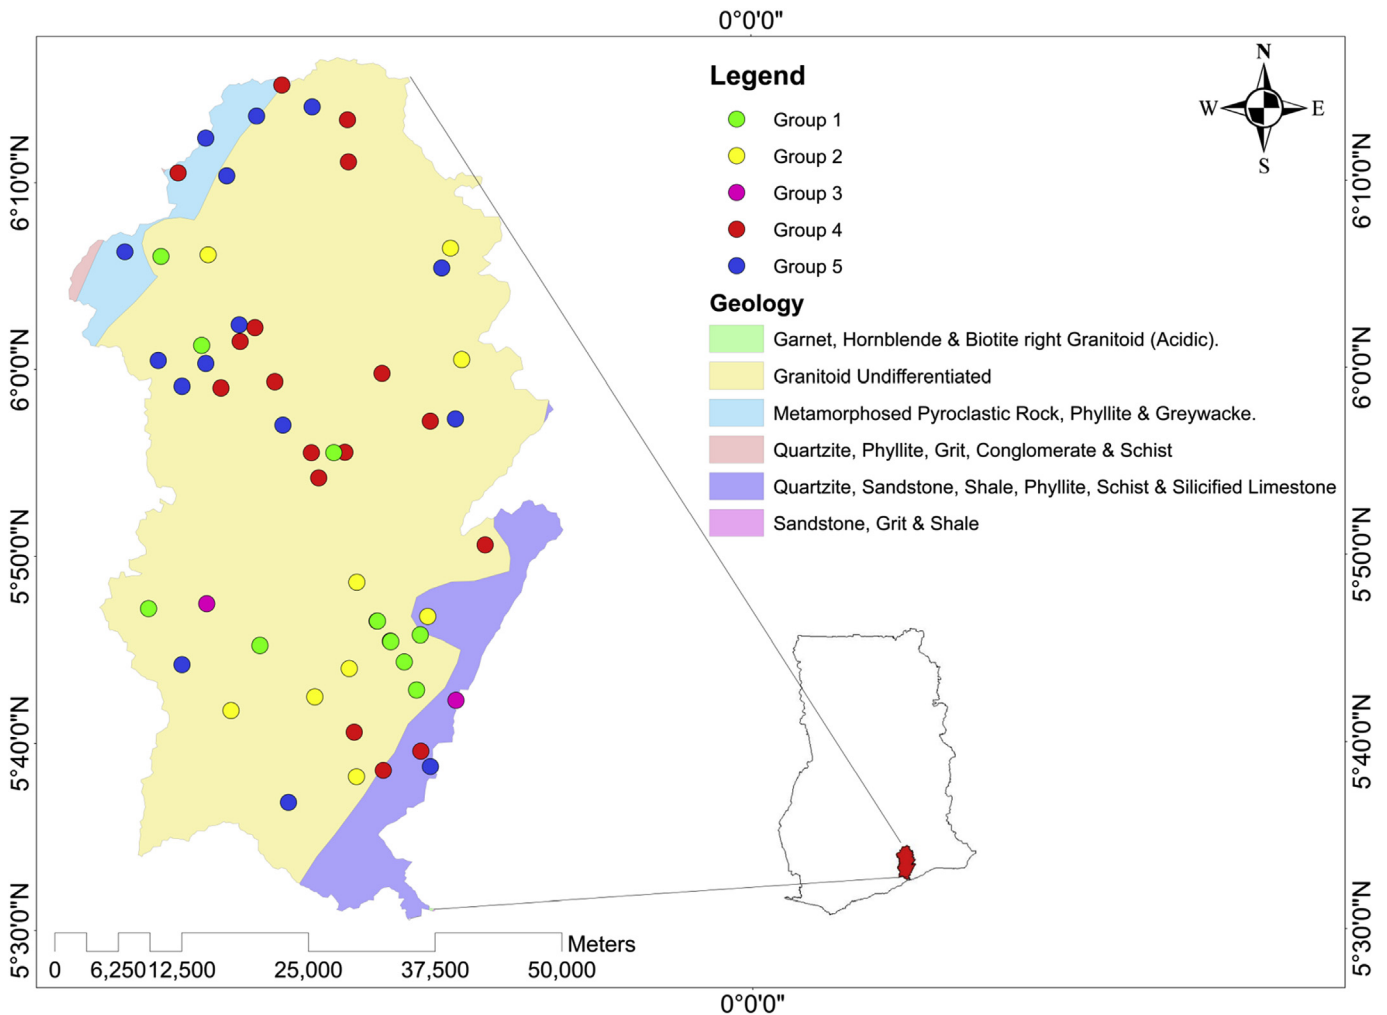 0°0'0"
Legend
Group 1
Group 2
Group 3
Group 4
Group 5
Geology
Garnet, Hornblende & Biotite right Granitoid (Acidic).
Granitoid Undifferentiated
Metamorphosed Pyroclastic Rock, Phyllite & Greywacke.
Quartzite, Phyllite, Grit, Conglomerate & Schist
Quartzite, Sandstone, Shale, Phyllite, Schist & Silicified Limestone
Sandstone, Grit & Shale
N
W E
S
6°10'0"N
6°0'0"N
5°50'0"N
5°40'0"N
5°30'0"N
6°10'0"N
6°0'0"N
5°50'0"N
5°40'0"N
5°30'0"N
Meters
0 6,250 12,500 25,000 37,500 50,000
0°0'0"